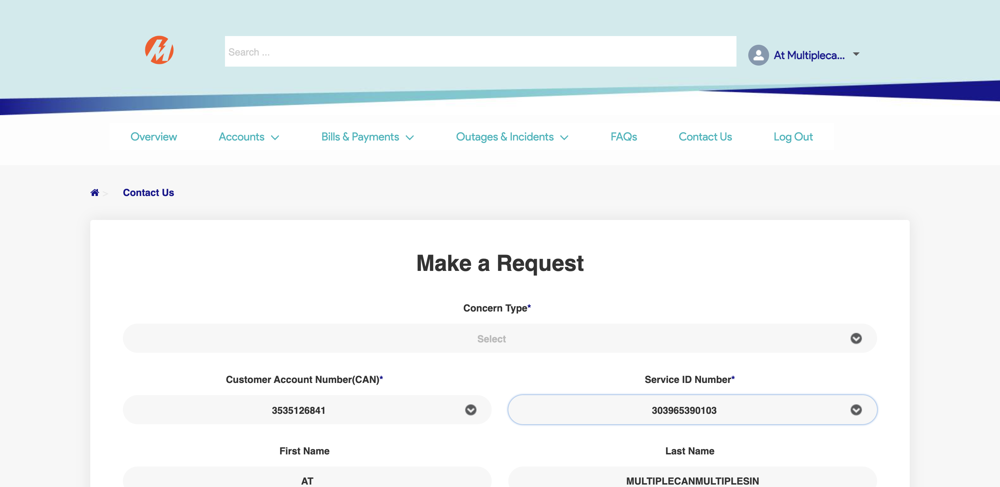 Search ...
At Multipleca...
Overview Accounts Bills & Payments Outages & Incidents FAQs Contact Us Log Out
> Contact Us
Make a Request
Concern Type*
Select
Customer Account Number(CAN)* Service ID Number*
3535126841 303965390103
First Name Last Name
AT MULTIPLECANMULTIPLESIN